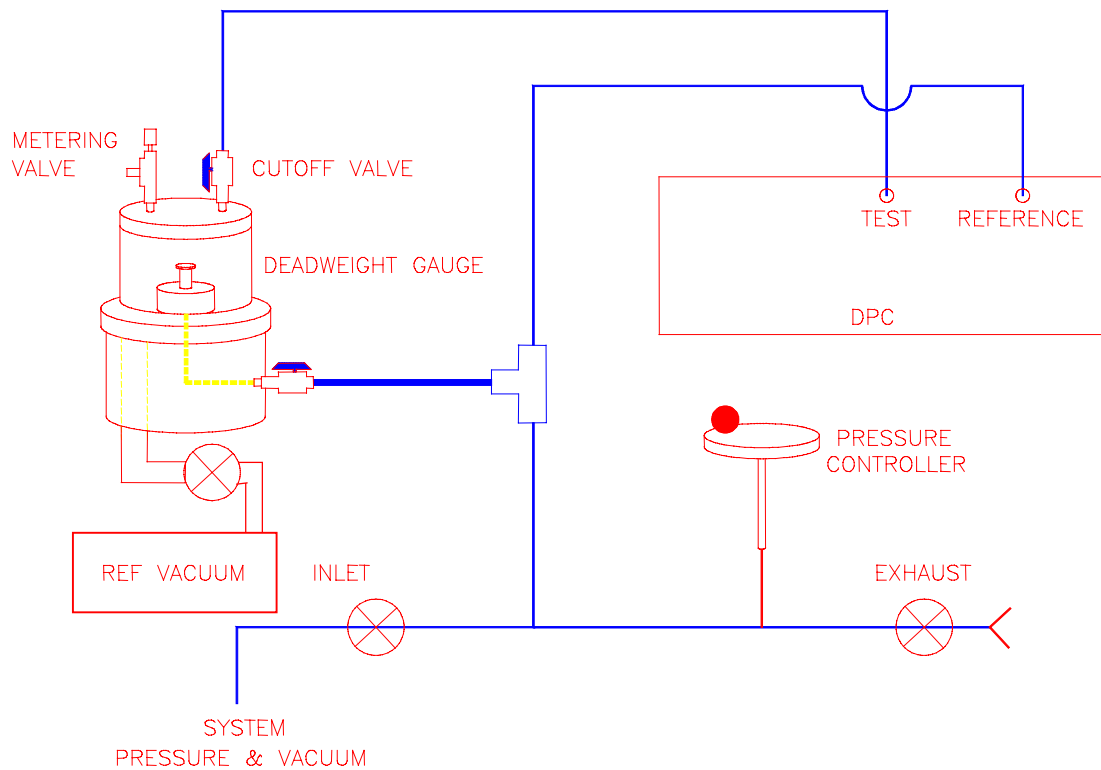 METERING
VALVE
CUTOFF VALVE
TEST
REFERENCE
DEADWEIGHT GAUGE
DPC
PRESSURE
CONTROLLER
REF VACUUM
INLET
EXHAUST
SYSTEM
PRESSURE & VACUUM